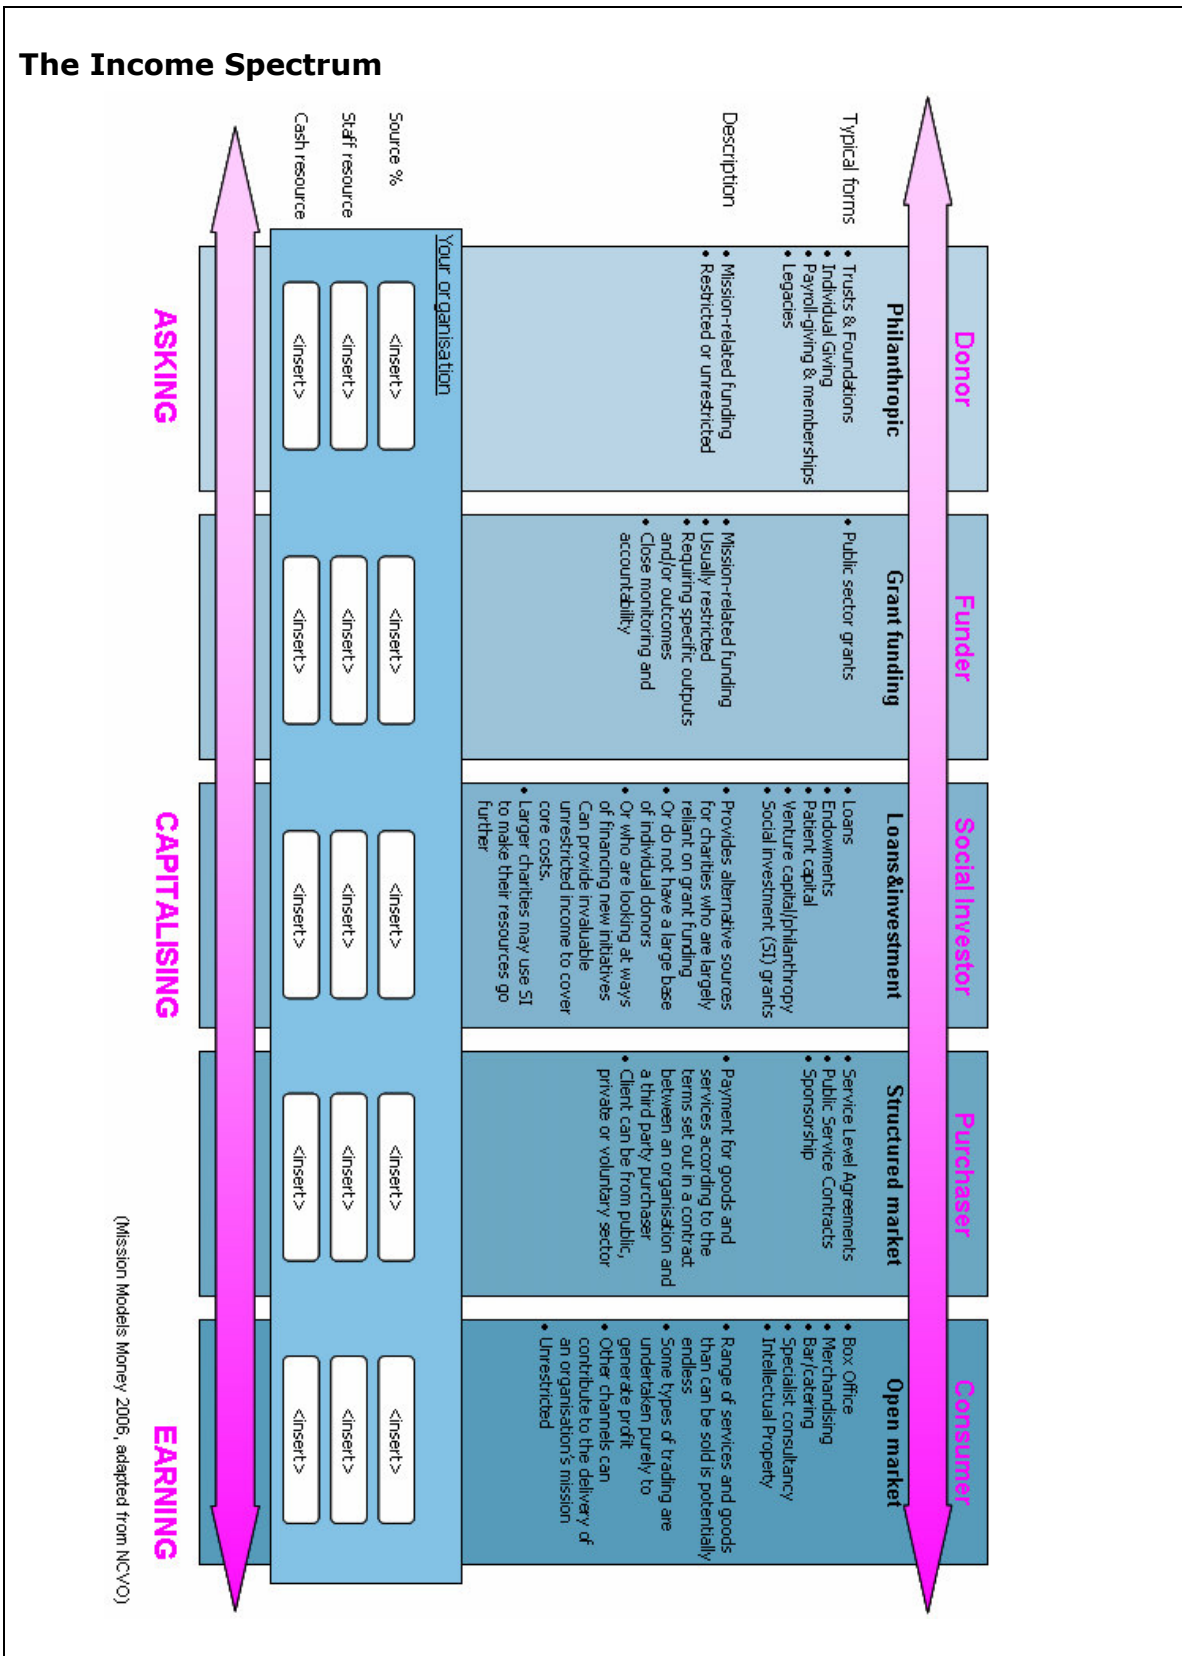 The Income Spectrum
Donor
Funder
Social Investor
Purchaser
Consumer
Typical forms
Description
Philanthropic
• Trusts & Foundations
• Individual Giving
• Payroll-giving & memberships
• Legacies
• Mission-related funding
• Restricted or unrestricted
Grant funding
• Public sector grants
• Mission-related funding
• Usually restricted
• Requiring specific outputs
and/or outcomes
• Close monitoring and
accountability
Loans&investment
• Loans
• Endowments
• Patient capital
• Venture capital/philanthropy
• Social investment (SI) grants
• Provides alternative sources
for charities who are largely
reliant on grant funding
• Or do not have a large base
of individual donors
• Or who are looking at ways
of financing new initiatives
Can provide invaluable
unrestricted income to cover
core costs.
• Larger charities may use SI
to make their resources go
further
Structured market
• Service Level Agreements
• Public Service Contracts
• Sponsorship
• Payment for goods and
services according to the
terms set out in a contract
between an organisation and
a third party purchaser
• Client can be from public,
private or voluntary sector
Open market
• Box Office
• Merchandising
• Bar/catering
• Specialist consultancy
• Intellectual Property
• Range of services and goods
than can be sold is potentially
endless
• Some types of trading are
undertaken purely to
generate profit
• Other channels can
contribute to the delivery of
an organisation's mission
• Unrestricted
Your organisation
Source %
<insert>
<insert>
<insert>
<insert>
<insert>
Staff resource
<insert>
<insert>
<insert>
<insert>
<insert>
Cash resource
<insert>
<insert>
<insert>
<insert>
<insert>
ASKING
CAPITALISING
EARNING
(Mission Models Money 2006, adapted from NCVO)